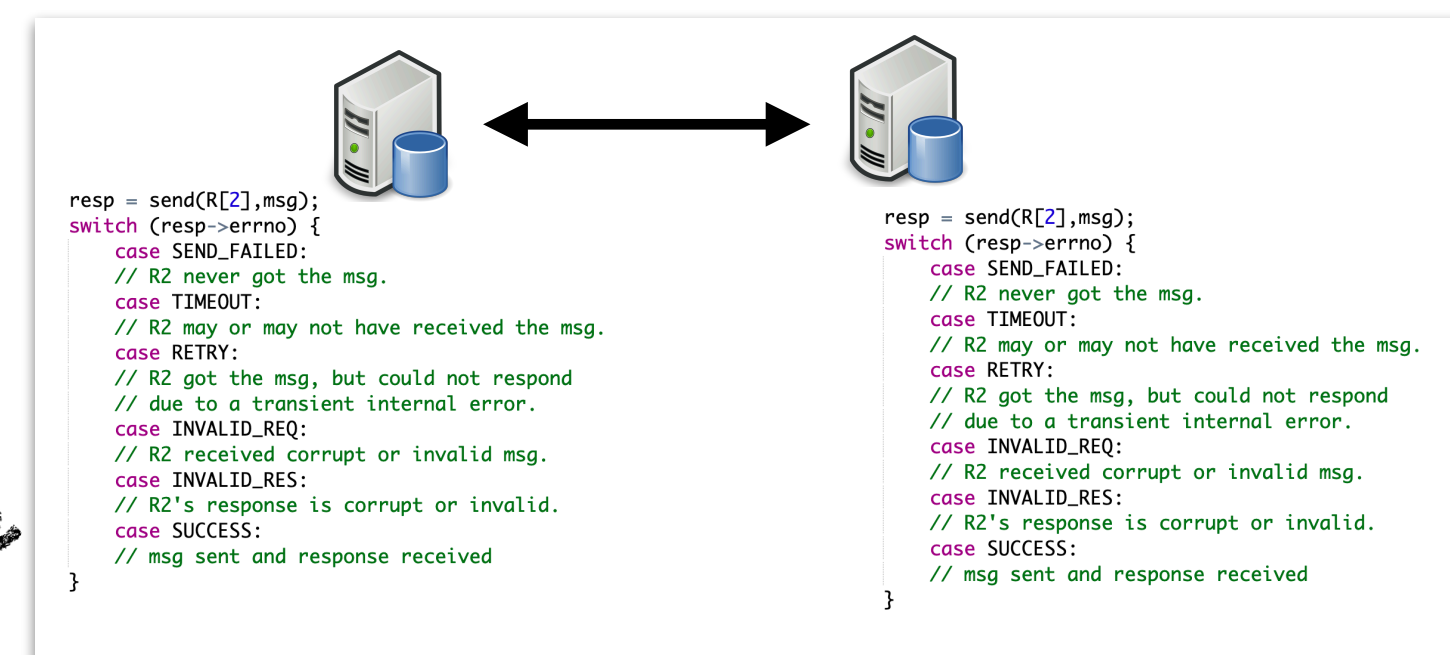 resp = send(R[2],msg);
switch (resp->errno) {
case SEND_FAILED:
// R2 never got the msg.
case TIMEOUT:
// R2 may or may not have received the msg.
case RETRY:
// R2 got the msg, but could not respond
// due to a transient internal error.
case INVALID_REQ:
// R2 received corrupt or invalid msg.
case INVALID_RES:
// R2's response is corrupt or invalid.
case SUCCESS:
// msg sent and response received
}
resp = send(R[2],msg);
switch (resp->errno) {
case SEND_FAILED:
// R2 never got the msg.
case TIMEOUT:
// R2 may or may not have received the msg.
case RETRY:
// R2 got the msg, but could not respond
// due to a transient internal error.
case INVALID_REQ:
// R2 received corrupt or invalid msg.
case INVALID_RES:
// R2's response is corrupt or invalid.
case SUCCESS:
// msg sent and response received
}